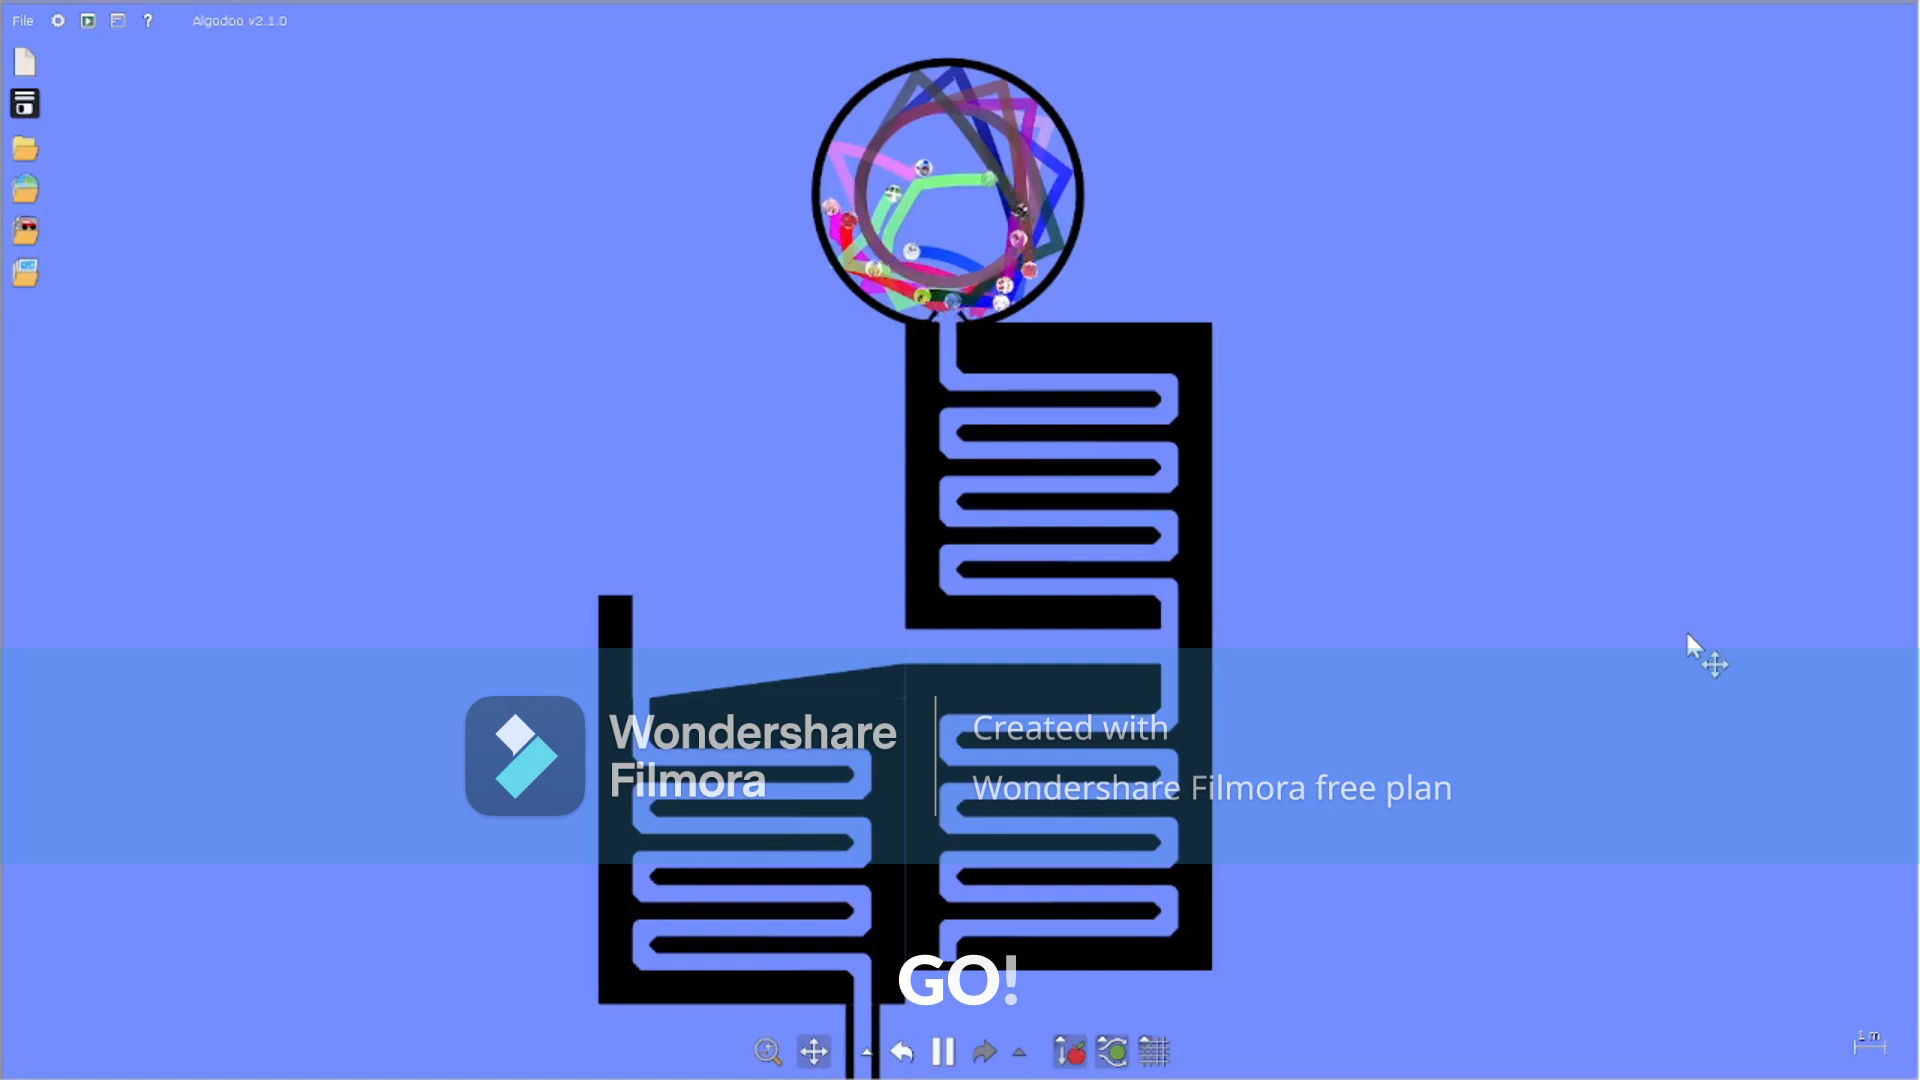 File ? Algodoo v2.1.0
Wondershare
Filmora
Created with
Wondershare Filmora free plan
GO!
1 m